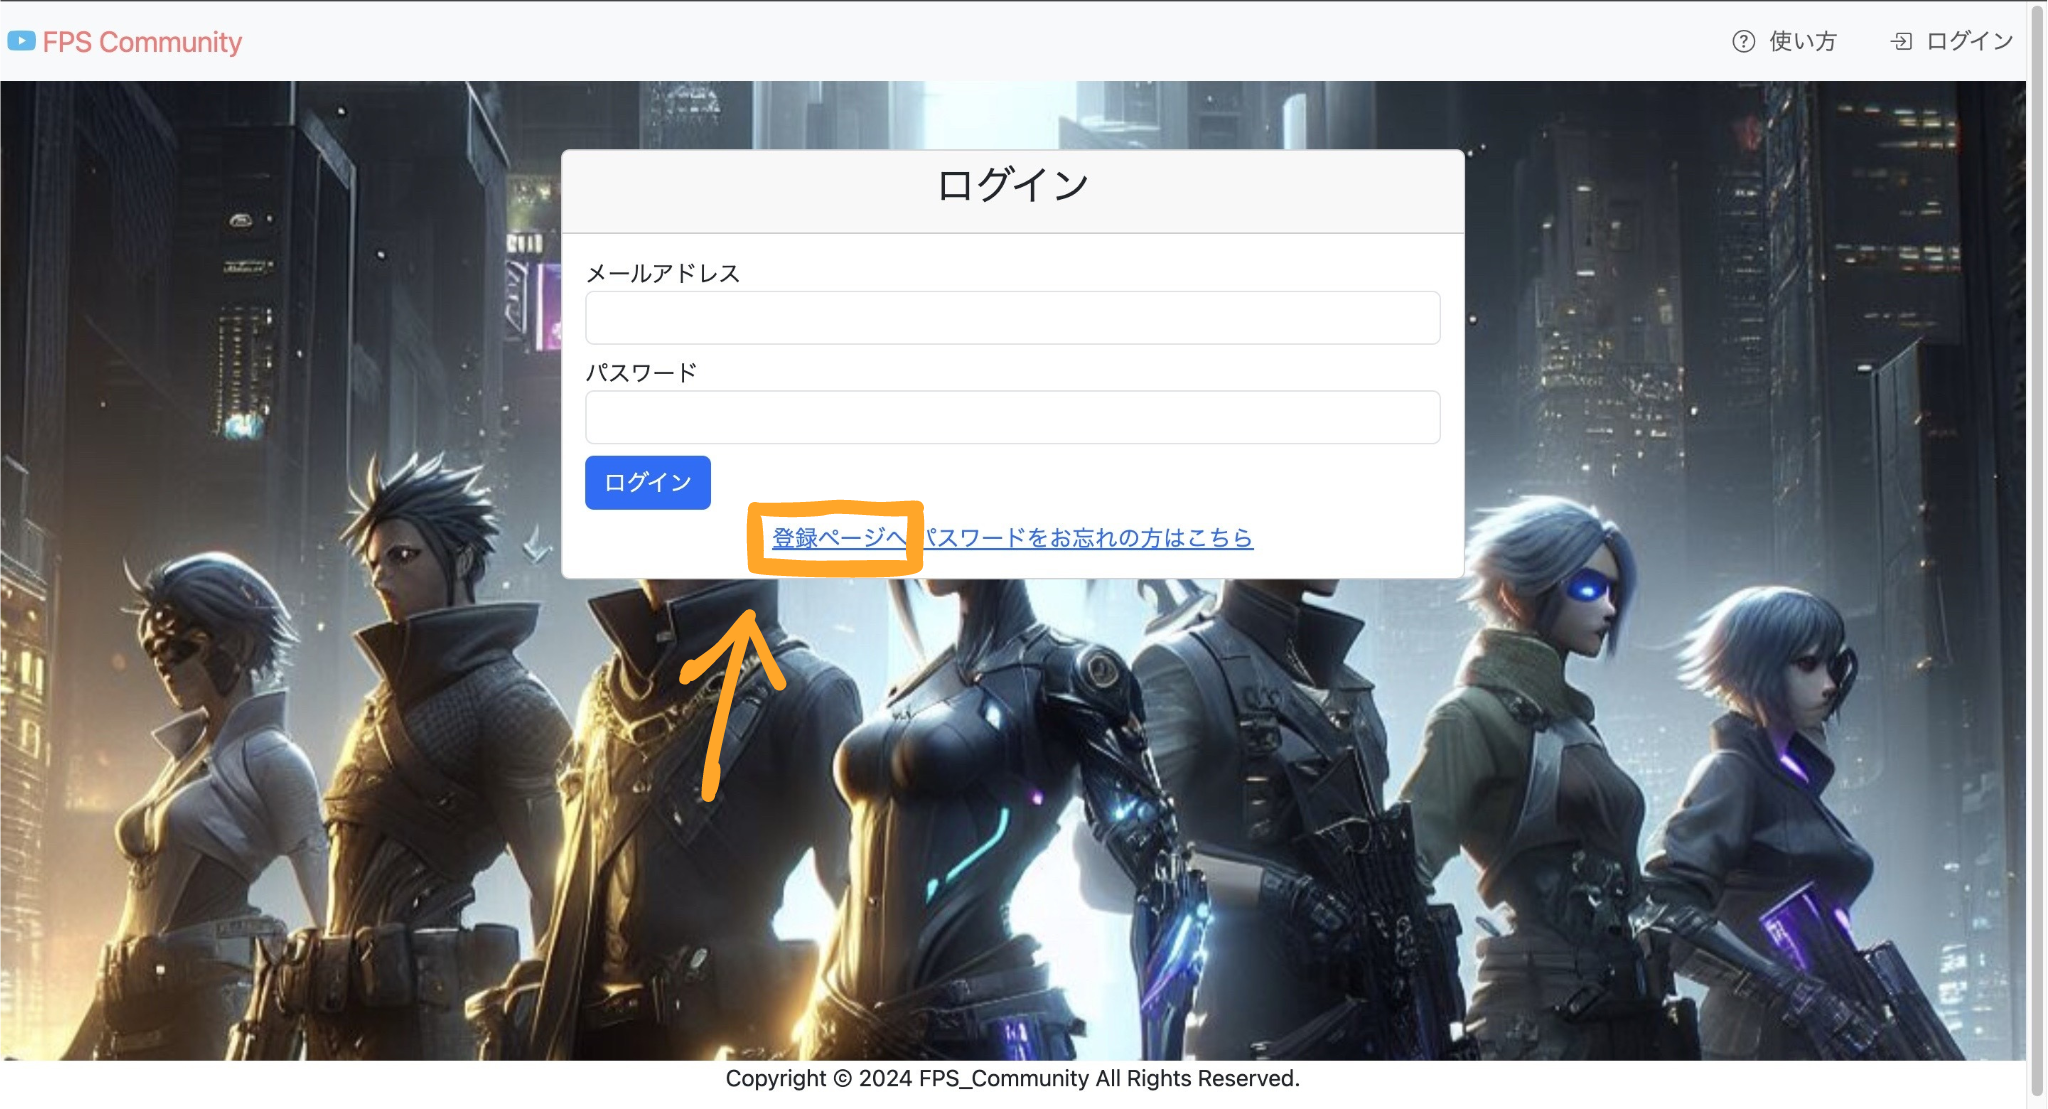 FPS Community
使い方
ログイン
ログイン
メールアドレス
パスワード
ログイン
登録ページへ パスワードをお忘れの方はこちら
Copyright © 2024 FPS_Community All Rights Reserved.